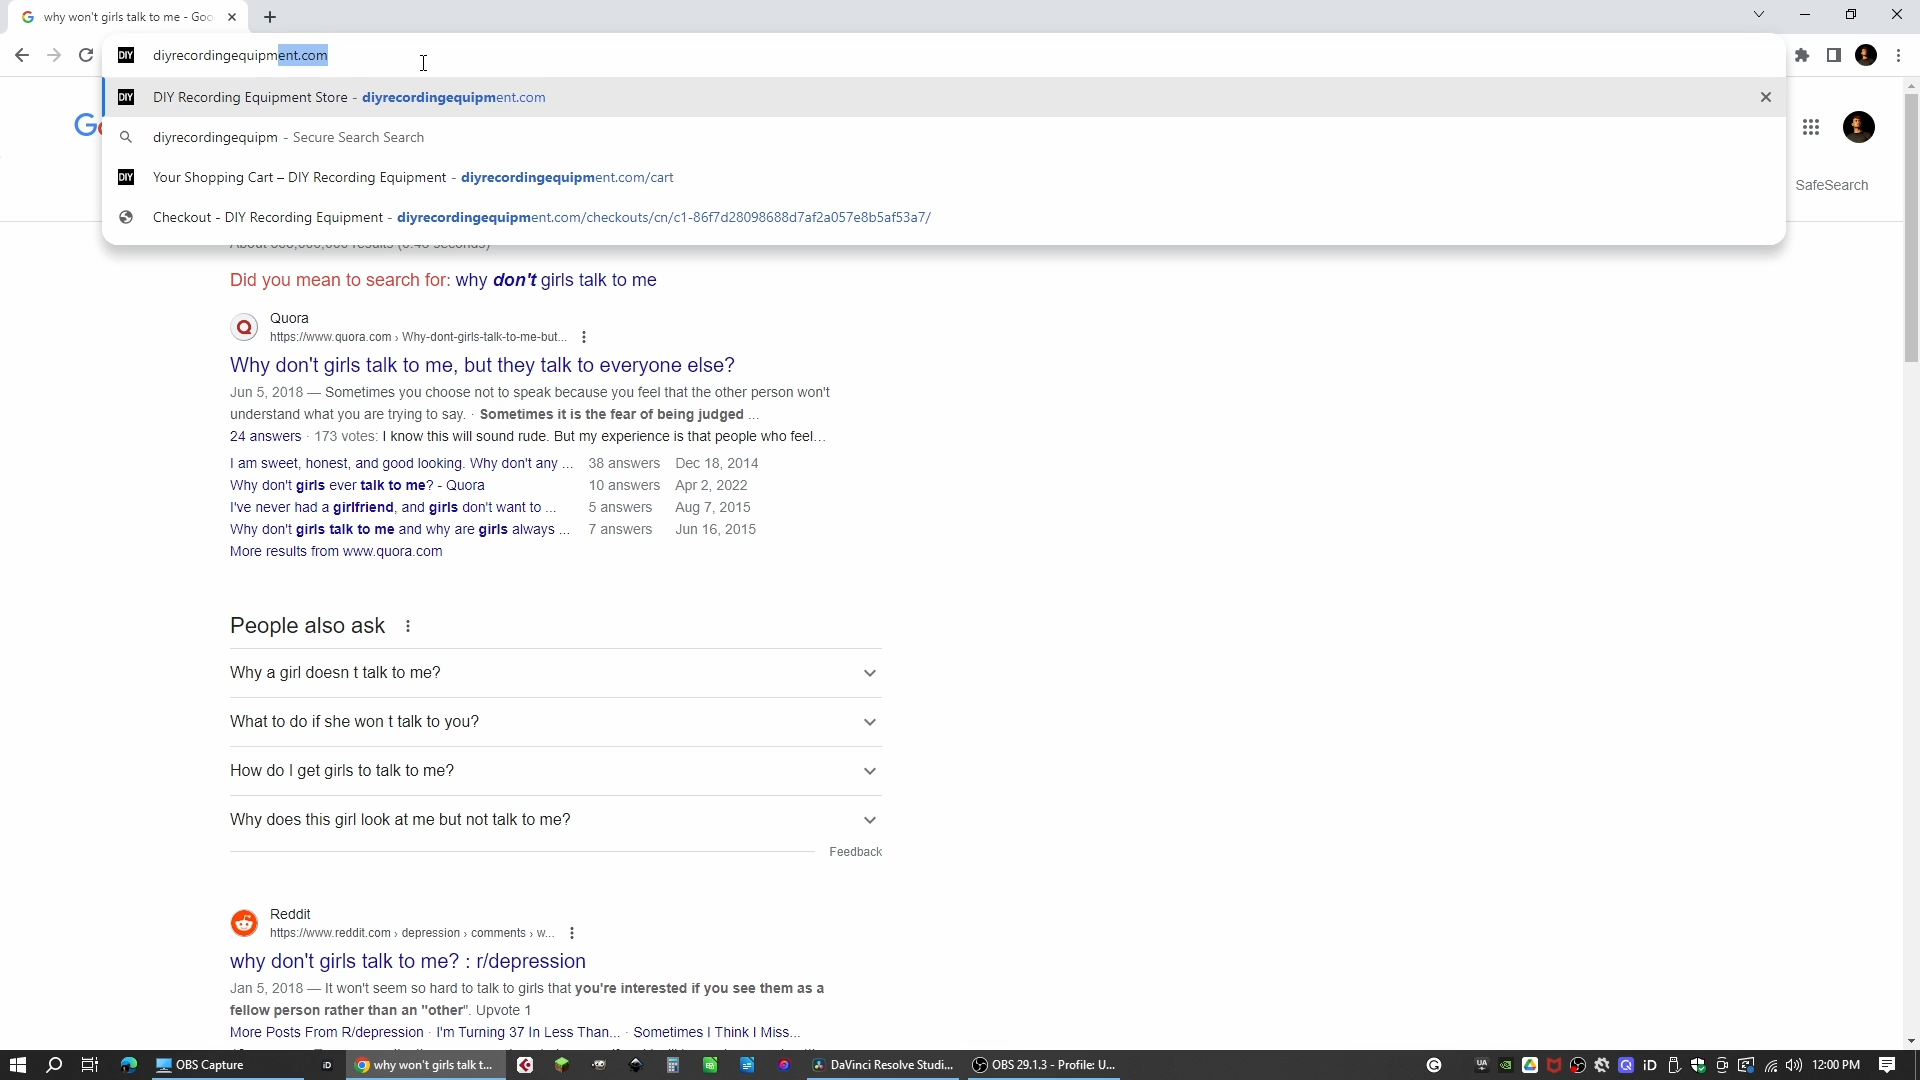 why won't girls talk to me - Goo
DIY diyrecordingequipment.com
DIY DIY Recording Equipment Store - diyrecordingequipment.com
diyrecordingequipm - Secure Search Search
DIY Your Shopping Cart – DIY Recording Equipment - diyrecordingequipment.com/cart
Checkout - DIY Recording Equipment - diyrecordingequipment.com/checkouts/cn/c1-86f7d28098688d7af2a057e8b5af53a7/
SafeSearch
Did you mean to search for: why don't girls talk to me
Quora
https://www.quora.com › Why-dont-girls-talk-to-me-but...
Why don't girls talk to me, but they talk to everyone else?
Jun 5, 2018 — Sometimes you choose not to speak because you feel that the other person won't
understand what you are trying to say. · Sometimes it is the fear of being judged ...
24 answers · 173 votes: I know this will sound rude. But my experience is that people who feel...
I am sweet, honest, and good looking. Why don't any ... 38 answers Dec 18, 2014
Why don't girls ever talk to me? - Quora 10 answers Apr 2, 2022
I've never had a girlfriend, and girls don't want to ... 5 answers Aug 7, 2015
Why don't girls talk to me and why are girls always ... 7 answers Jun 16, 2015
More results from www.quora.com
People also ask
Why a girl doesn t talk to me?
What to do if she won t talk to you?
How do I get girls to talk to me?
Why does this girl look at me but not talk to me?
Feedback
Reddit
https://www.reddit.com › depression › comments › w...
why don't girls talk to me? : r/depression
Jan 5, 2018 — It won't seem so hard to talk to girls that you're interested if you see them as a
fellow person rather than an "other". Upvote 1
More Posts From R/depression · I'm Turning 37 In Less Than... · Sometimes I Think I Miss...
OBS Capture iD why won't girls talk t... DaVinci Resolve Studi... OBS 29.1.3 - Profile: U... UA iD 12:00 PM